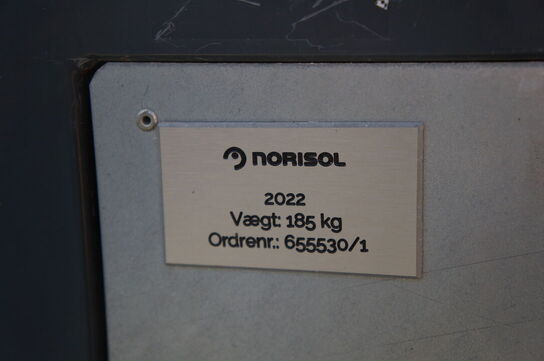 NORISOL
2022
Vægt: 185 kg
Ordrenr.: 655530/1